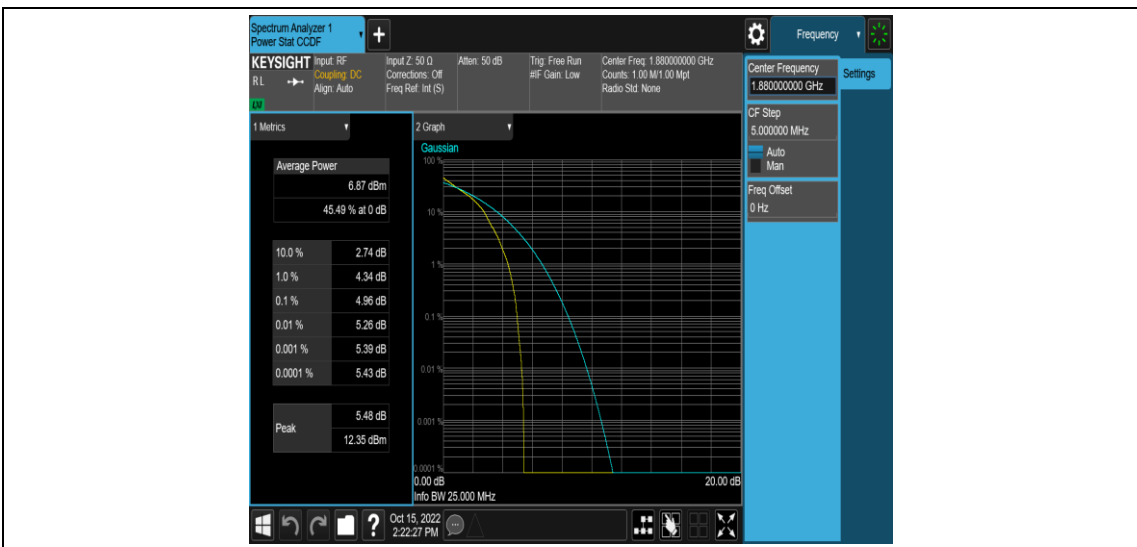 Spectrum Analyzer 1
Power Stat CCDF
+
Frequency
KEYSIGHT
RL
LXI
Input: RF
Coupling: DC
Align: Auto
Input Z: 50 Ω
Corrections: Off
Freq Ref: Int (S)
Atten: 50 dB
Trig: Free Run
#IF Gain: Low
Center Freq: 1.880000000 GHz
Counts: 1.00 M/1.00 Mpt
Radio Std: None
Center Frequency
1.880000000 GHz
Settings
CF Step
5.000000 MHz
Auto
Man
Freq Offset
0 Hz
1 Metrics
Average Power
6.87 dBm
45.49 % at 0 dB
10.0 % 2.74 dB
1.0 % 4.34 dB
0.1 % 4.96 dB
0.01 % 5.26 dB
0.001 % 5.39 dB
0.0001 % 5.43 dB
Peak
5.48 dB
12.35 dBm
2 Graph
Gaussian
100 %
10 %
1 %
0.1 %
0.01 %
0.001 %
0.0001 %
0.00 dB 20.00 dB
Info BW 25.000 MHz
?
Oct 15, 2022
2:22:27 PM